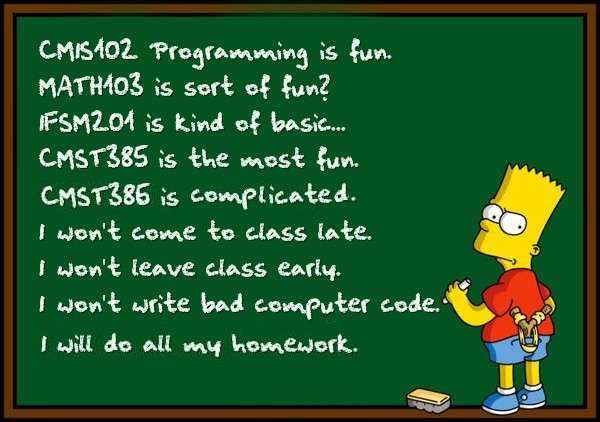 CMIS102 Programming is fun.
MATH103 is sort of fun?
IFSM201 is kind of basic...
CMST385 is the most fun.
CMST386 is complicated.
I won't come to class late.
I won't leave class early.
I won't write bad computer code.
I will do all my homework.